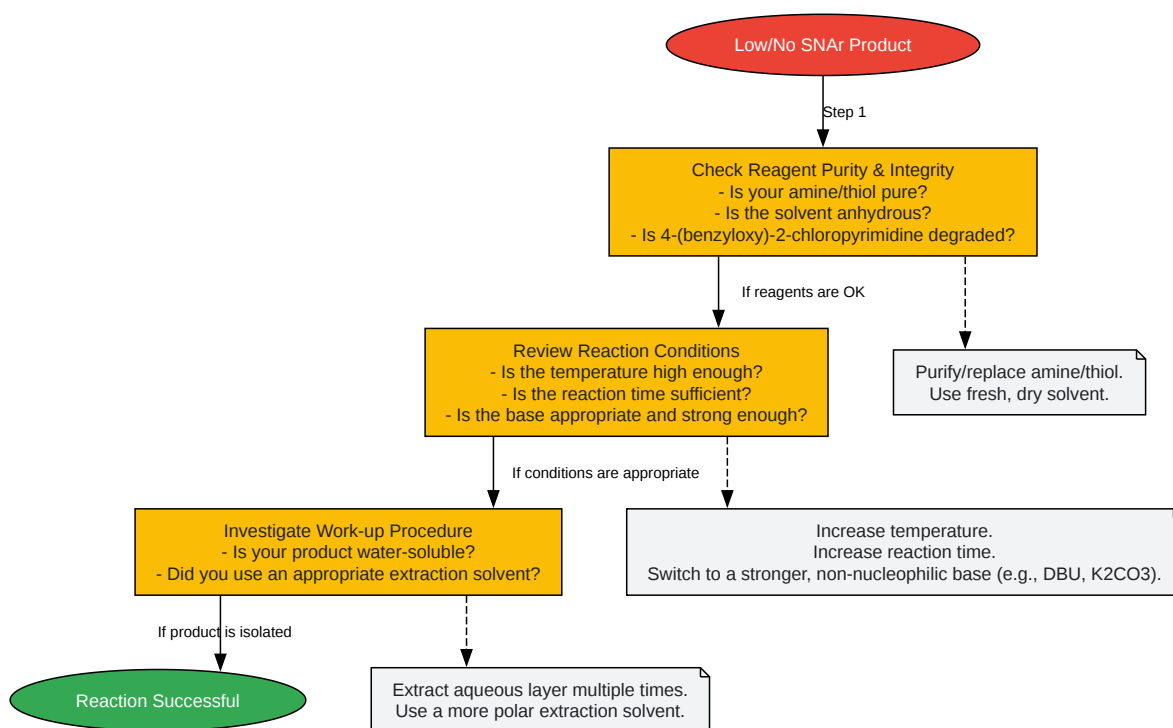 Low/No SNAr Product
Step 1
Check Reagent Purity & Integrity
- Is your amine/thiol pure?
- Is the solvent anhydrous?
- Is 4-(benzyloxy)-2-chloropyrimidine degraded?
If reagents are OK
Review Reaction Conditions
- Is the temperature high enough?
- Is the reaction time sufficient?
- Is the base appropriate and strong enough?
Purify/replace amine/thiol.
Use fresh, dry solvent.
If conditions are appropriate
Investigate Work-up Procedure
- Is your product water-soluble?
- Did you use an appropriate extraction solvent?
Increase temperature.
Increase reaction time.
Switch to a stronger, non-nucleophilic base (e.g., DBU, K2CO3).
If product is isolated
Reaction Successful
Extract aqueous layer multiple times.
Use a more polar extraction solvent.